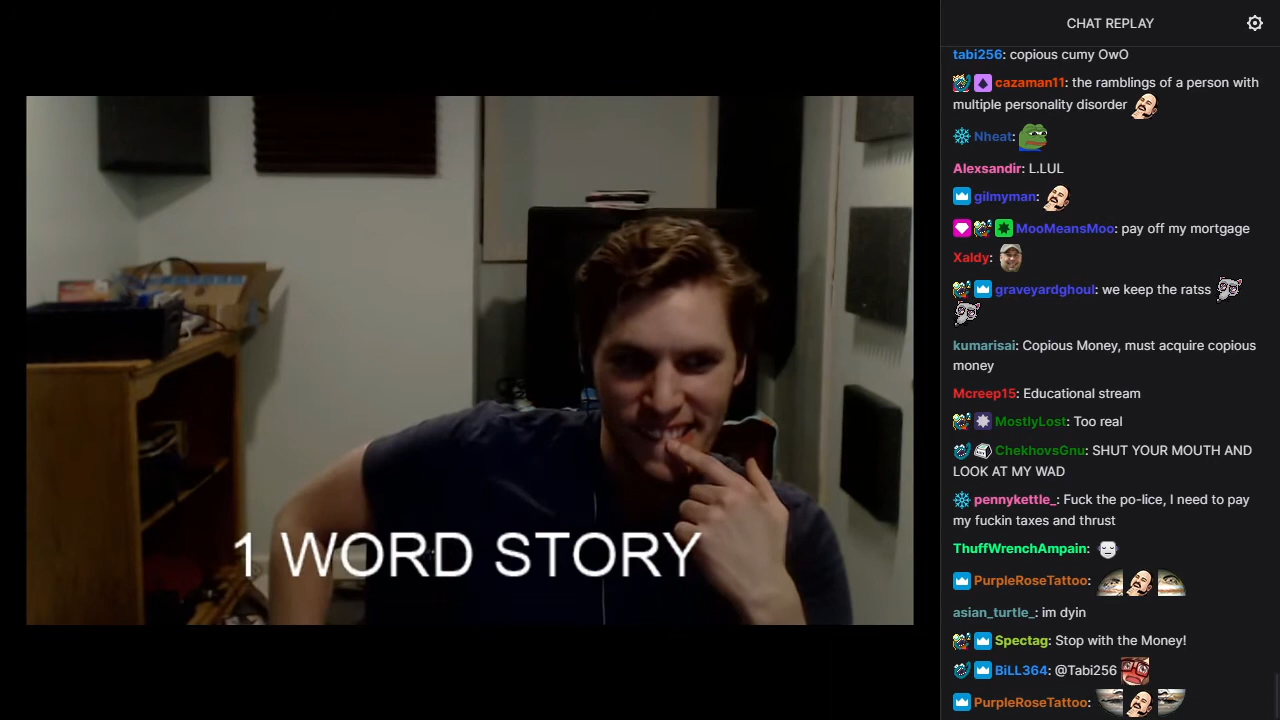 CHAT REPLAY
tabi256: copious cumy OwO
cazaman11: the ramblings of a person with
multiple personality disorder
Nheat:
Alexsandir: L.LUL
gilmyman:
MooMeansMoo: pay off my mortgage
Xaldy:
graveyardghoul: we keep the ratss
kumarisai: Copious Money, must acquire copious
money
Mcreep15: Educational stream
MostlyLost: Too real
ChekhovsGnu: SHUT YOUR MOUTH AND
LOOK AT MY WAD
pennykettle_: Fuck the po-lice, I need to pay
my fuckin taxes and thrust
ThuffWrenchAmpain:
PurpleRoseTattoo:
asian_turtle_: im dyin
Spectag: Stop with the Money!
BiLL364: @Tabi256
PurpleRoseTattoo:
1 WORD STORY